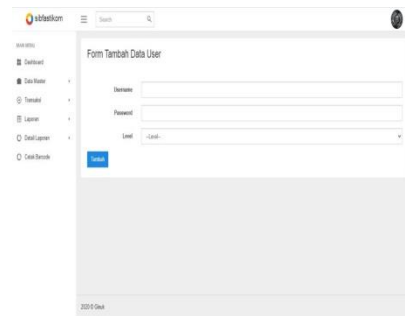 sibfastikom
Search
MAIN MENU
Dashboard
Data Master
Transaksi
Laporan
Detail Laporan
Cetak Barcode
Form Tambah Data User
Username
Password
Level
--Level--
Tambah
2020 ©